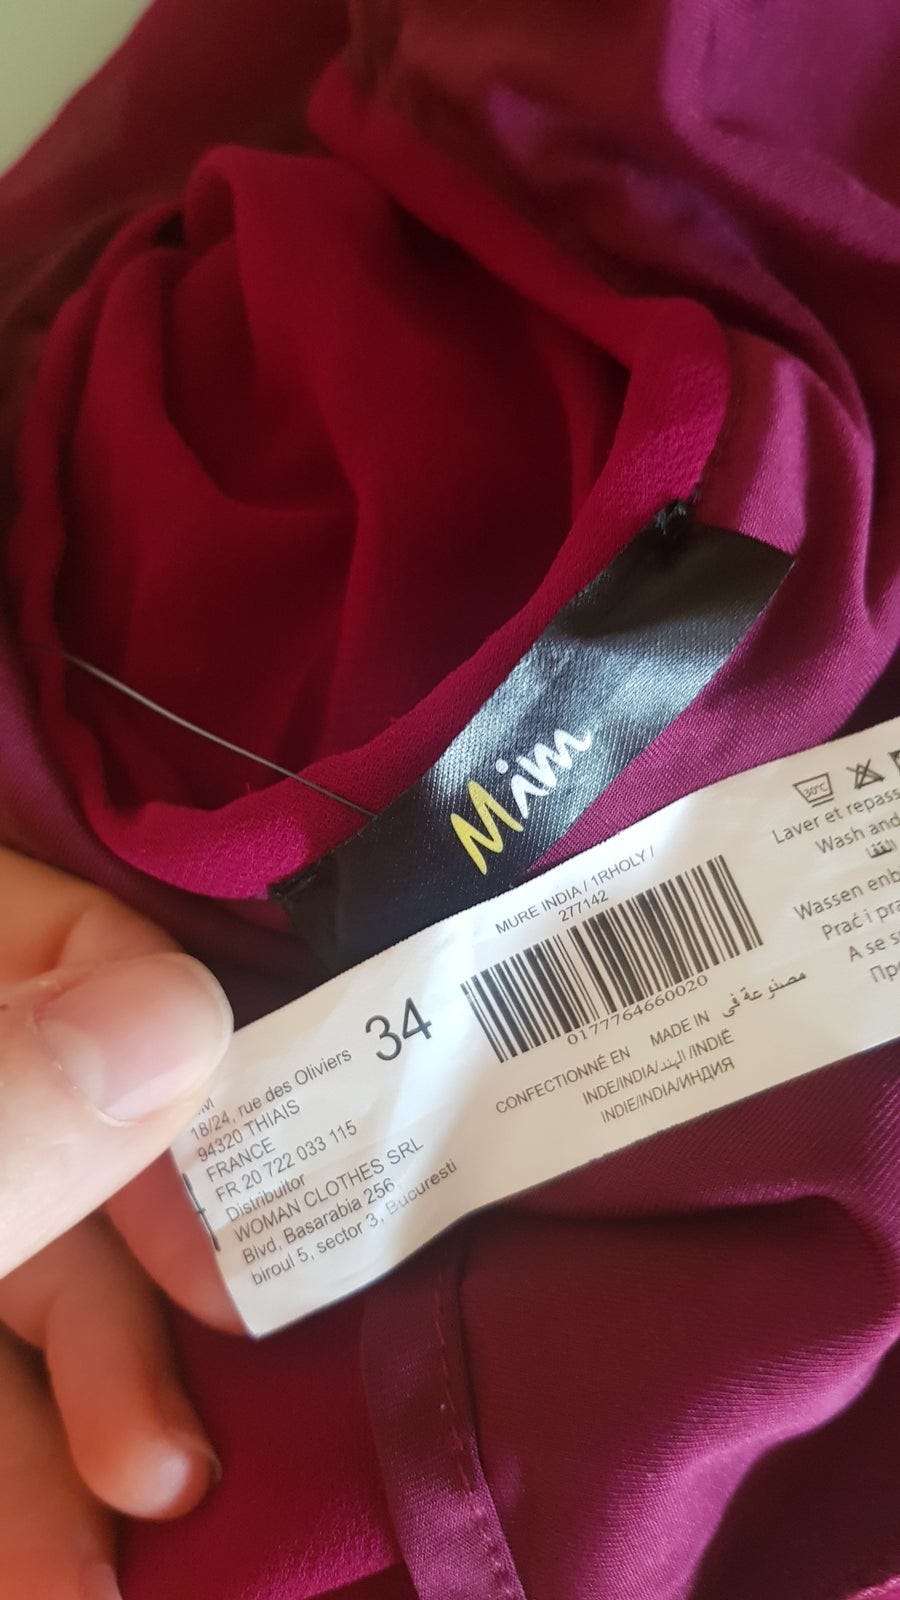 Mim
MURE INDIA / 1RHOLY /
277142
34
0177764660020
CONFECTIONNÉ EN MADE IN مصنوعة في
INDE/INDIA/الهند/INDIË
INDIE/INDIA/ИНДИЯ
18/24, rue des Oliviers
94320 THIAIS
FRANCE
FR 20 722 033 115
Distribuitor
WOMAN CLOTHES SRL
Blvd, Basarabia 256
biroul 5, sector 3, Bucuresti
30°C
Laver et repass
Wash and
Wassen enb
Prać i pra
A se s